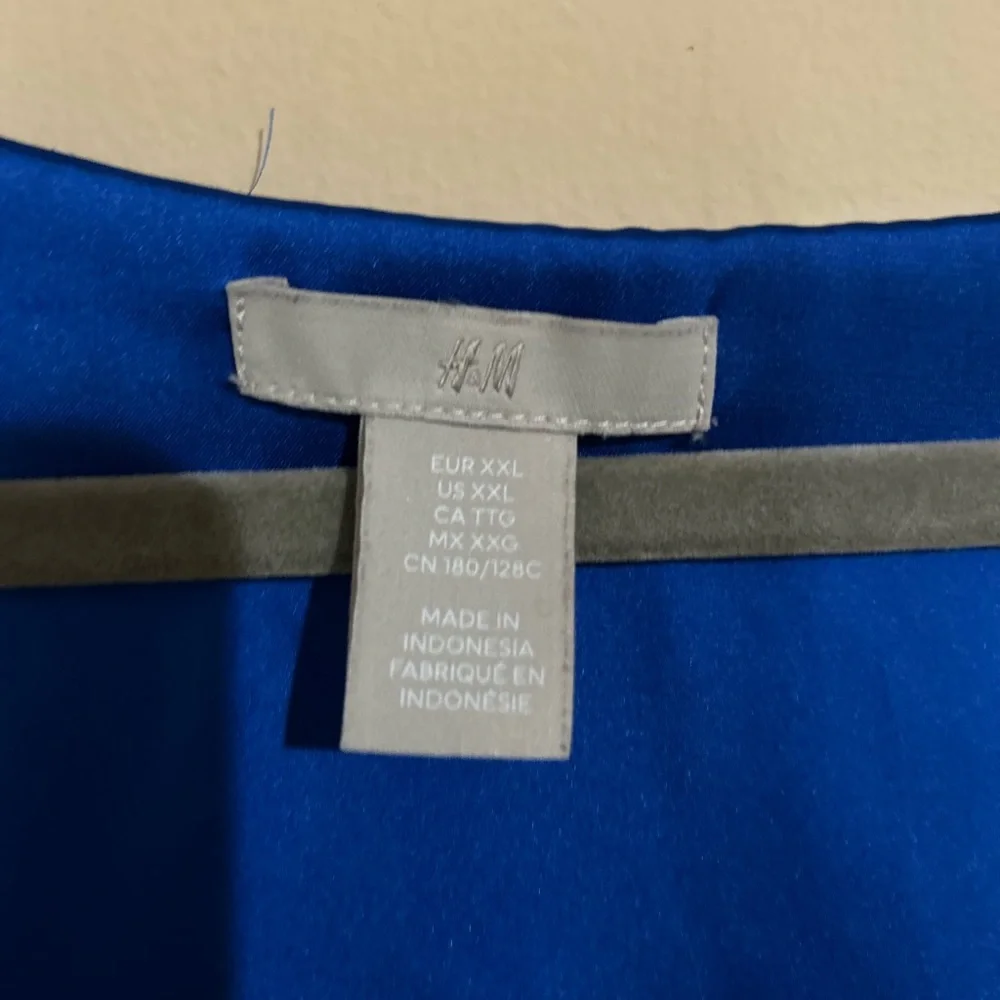 H&M
EUR XXL
US XXL
CA TTG
MX XXG
CN 180/128C
MADE IN
INDONESIA
FABRIQUÉ EN
INDONÉSIE